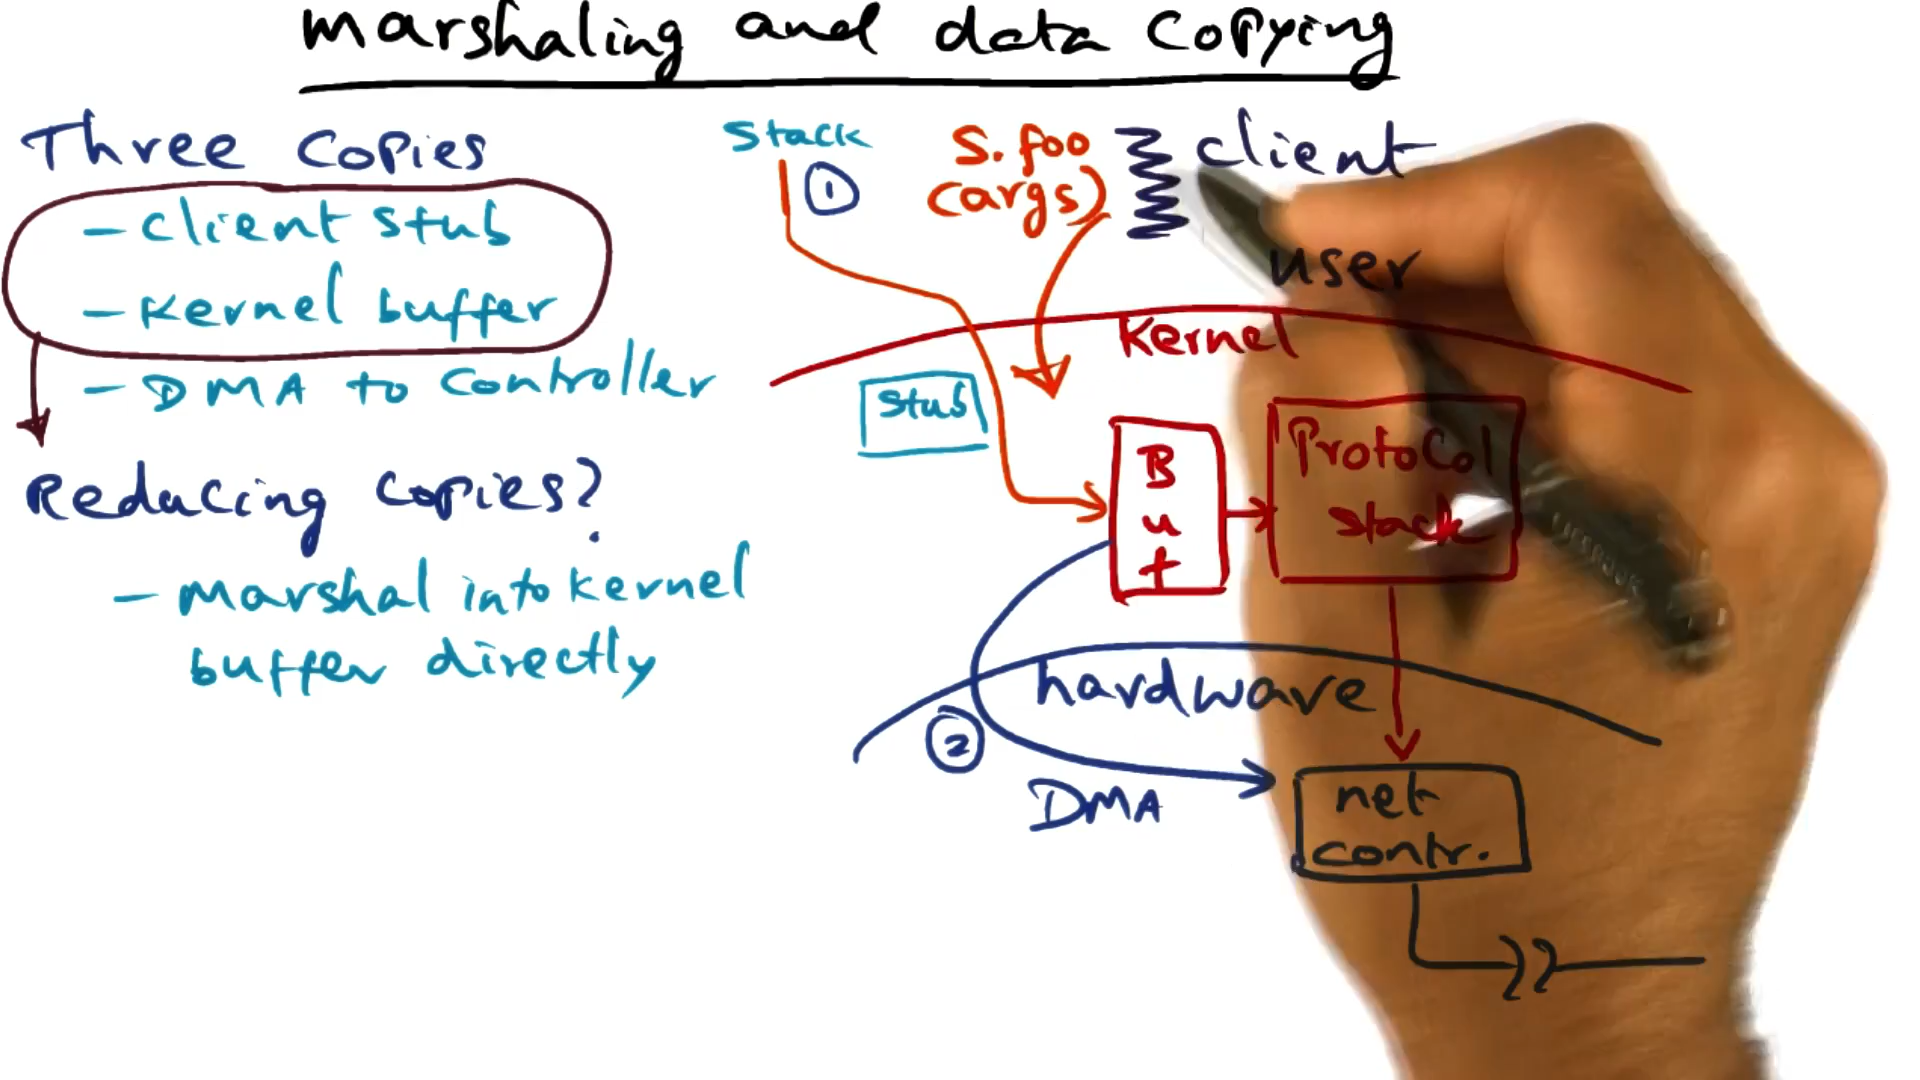 marshaling and data copying
Three copies
- client stub
- Kernel buffer
- DMA to controller
Reducing copies?
- marshal into kernel
buffer directly
Stack
1
S.foo
(args)
client
user
Kernel
Stub
Buf
Protocol
stack
hardware
2
DMA
net
contr.